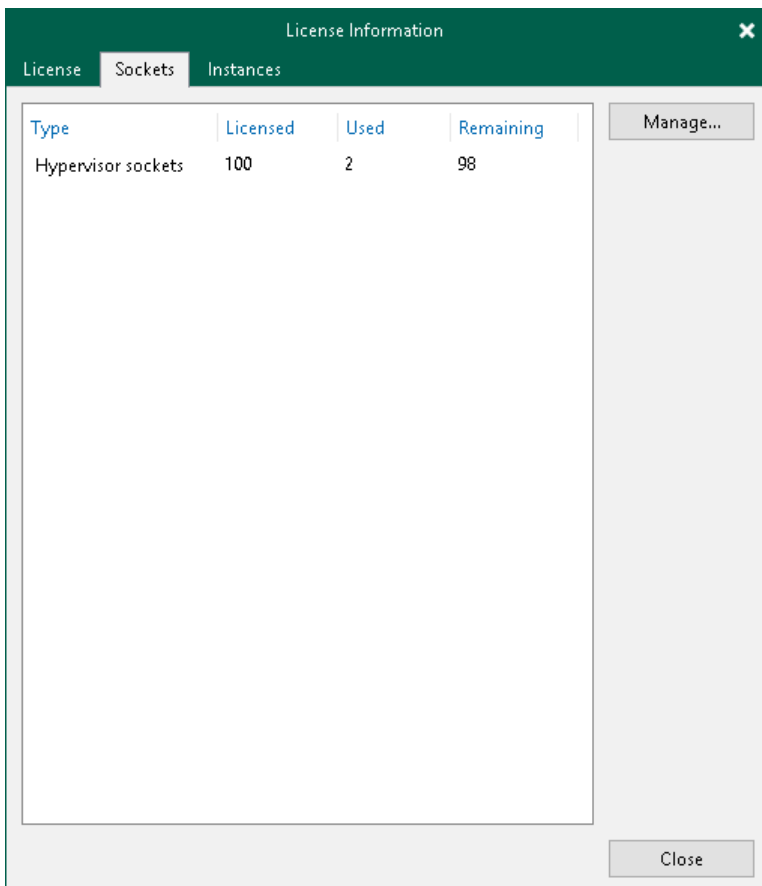 License Information
License Sockets Instances
Type Licensed Used Remaining
Manage...
Hypervisor sockets 100 2 98
Close